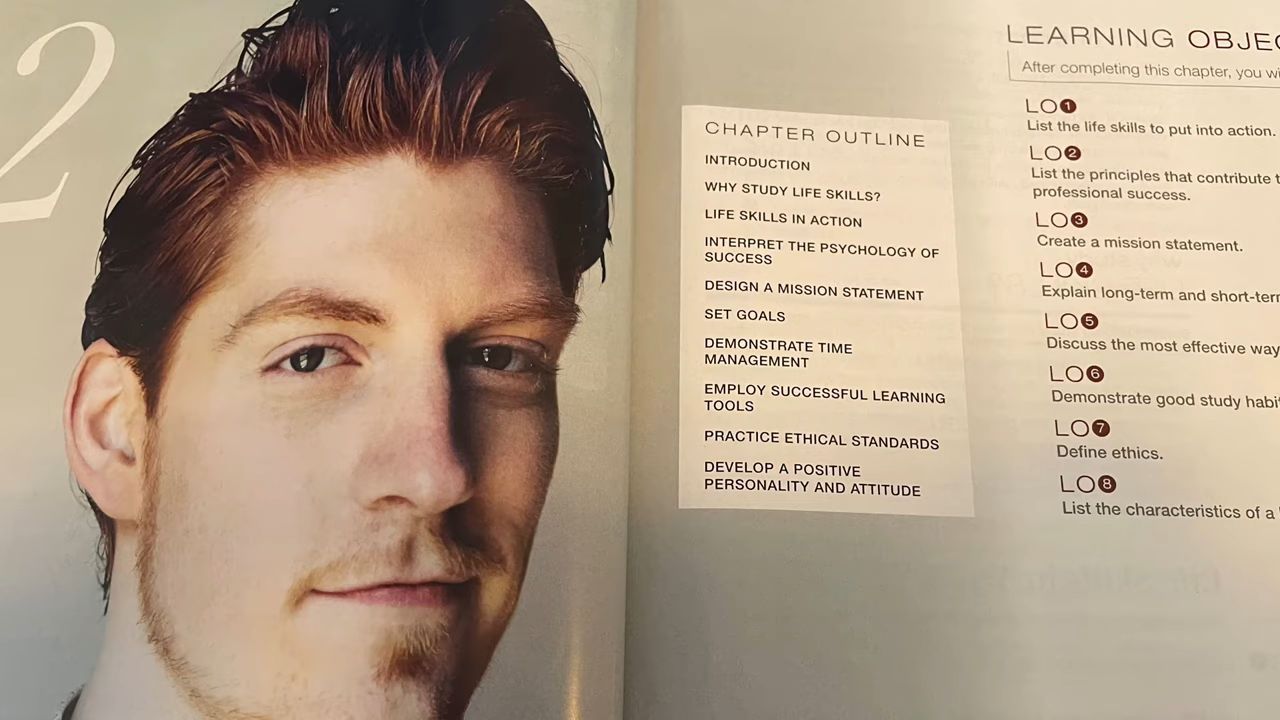 2
CHAPTER OUTLINE
INTRODUCTION
WHY STUDY LIFE SKILLS?
LIFE SKILLS IN ACTION
INTERPRET THE PSYCHOLOGY OF
SUCCESS
DESIGN A MISSION STATEMENT
SET GOALS
DEMONSTRATE TIME
MANAGEMENT
EMPLOY SUCCESSFUL LEARNING
TOOLS
PRACTICE ETHICAL STANDARDS
DEVELOP A POSITIVE
PERSONALITY AND ATTITUDE
LEARNING OBJEC
After completing this chapter, you wi
LO1
List the life skills to put into action.
LO2
List the principles that contribute t
professional success.
LO3
Create a mission statement.
LO4
Explain long-term and short-term
LO5
Discuss the most effective way
LO6
Demonstrate good study habi
LO7
Define ethics.
LO8
List the characteristics of a